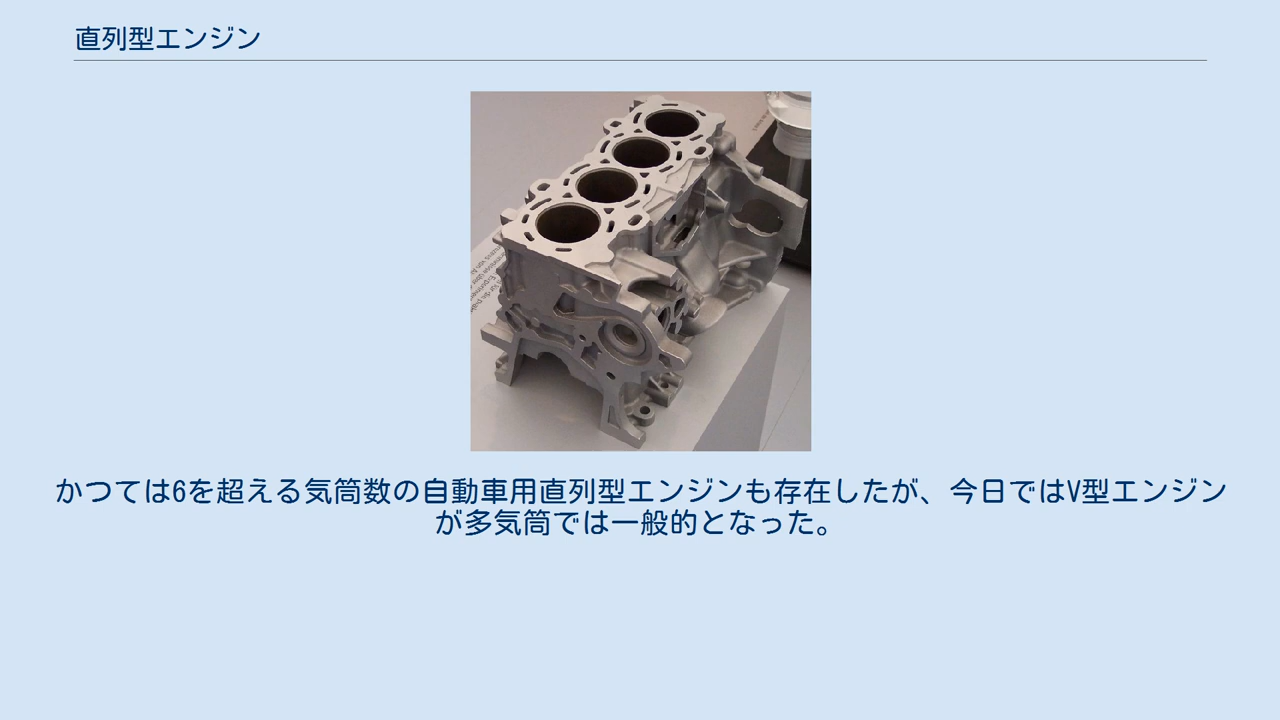 直列型エンジン
かつては6を超える気筒数の自動車用直列型エンジンも存在したが、今日ではV型エンジン
が多気筒では一般的となった。